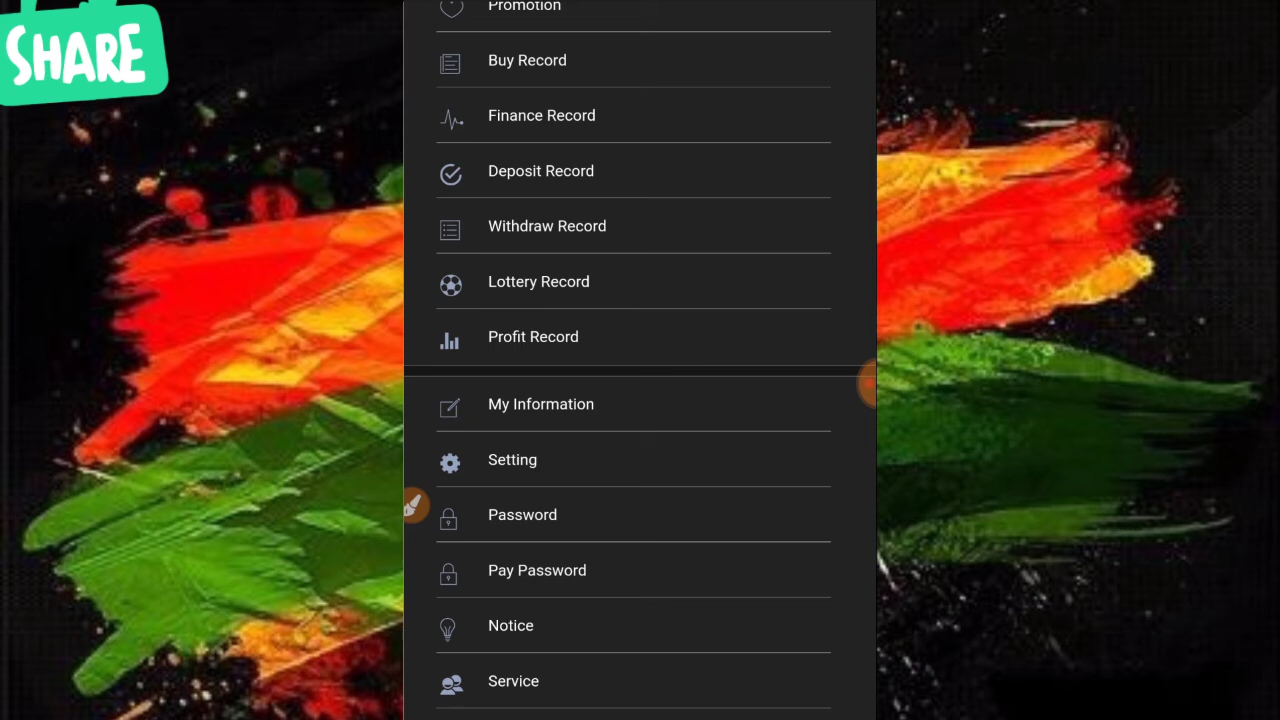 SHARE
Promotion
Buy Record
Finance Record
Deposit Record
Withdraw Record
Lottery Record
Profit Record
My Information
Setting
Password
Pay Password
Notice
Service